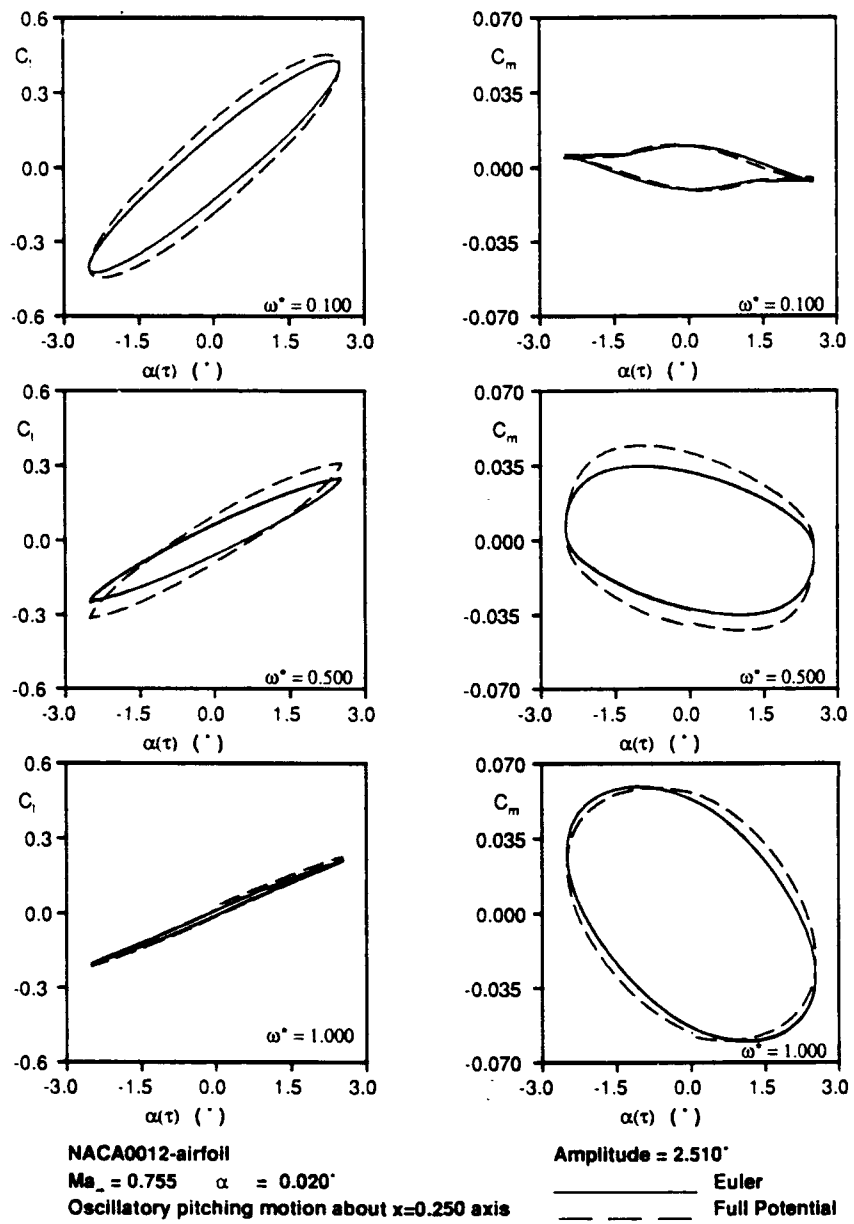 0.6
C_l
0.3
0.0
-0.3
-0.6
ω* = 0.100
-3.0 -1.5 0.0 1.5 3.0
α(τ) (°)
0.070
C_m
0.035
0.000
-0.035
-0.070
ω* = 0.100
-3.0 -1.5 0.0 1.5 3.0
α(τ) (°)
0.6
C_l
0.3
0.0
-0.3
-0.6
ω* = 0.500
-3.0 -1.5 0.0 1.5 3.0
α(τ) (°)
0.070
C_m
0.035
0.000
-0.035
-0.070
ω* = 0.500
-3.0 -1.5 0.0 1.5 3.0
α(τ) (°)
0.6
C_l
0.3
0.0
-0.3
-0.6
ω* = 1.000
-3.0 -1.5 0.0 1.5 3.0
α(τ) (°)
0.070
C_m
0.035
0.000
-0.035
-0.070
ω* = 1.000
-3.0 -1.5 0.0 1.5 3.0
α(τ) (°)
NACA0012-airfoil
Ma∞ = 0.755 α = 0.020°
Oscillatory pitching motion about x=0.250 axis
Amplitude = 2.510°
Euler
Full Potential